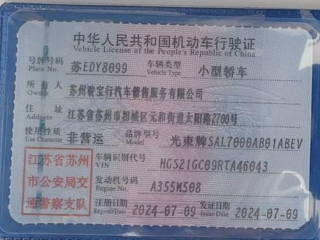 中华人民共和国机动车行驶证
Vehicle License of the People's Republic of China
号牌号码 苏EDY8099 车辆类型 小型轿车
Plate No. Vehicle Type
所有人 苏州骏宝行汽车销售服务有限公司
Owner
住址 江苏省苏州市相城区元和街道太阳路2700号
Address
使用性质 非营运 品牌型号 光束牌SAL7000AB01ABEV
Use Character Model
江苏省苏州 车辆识别代号 HGS21GC09RTA46043
市公安局交 VIN
通警察支队 发动机号码 A355M508
Engine No.
注册日期 2024-07-09 发证日期 2024-07-09
Register Date Issue Date